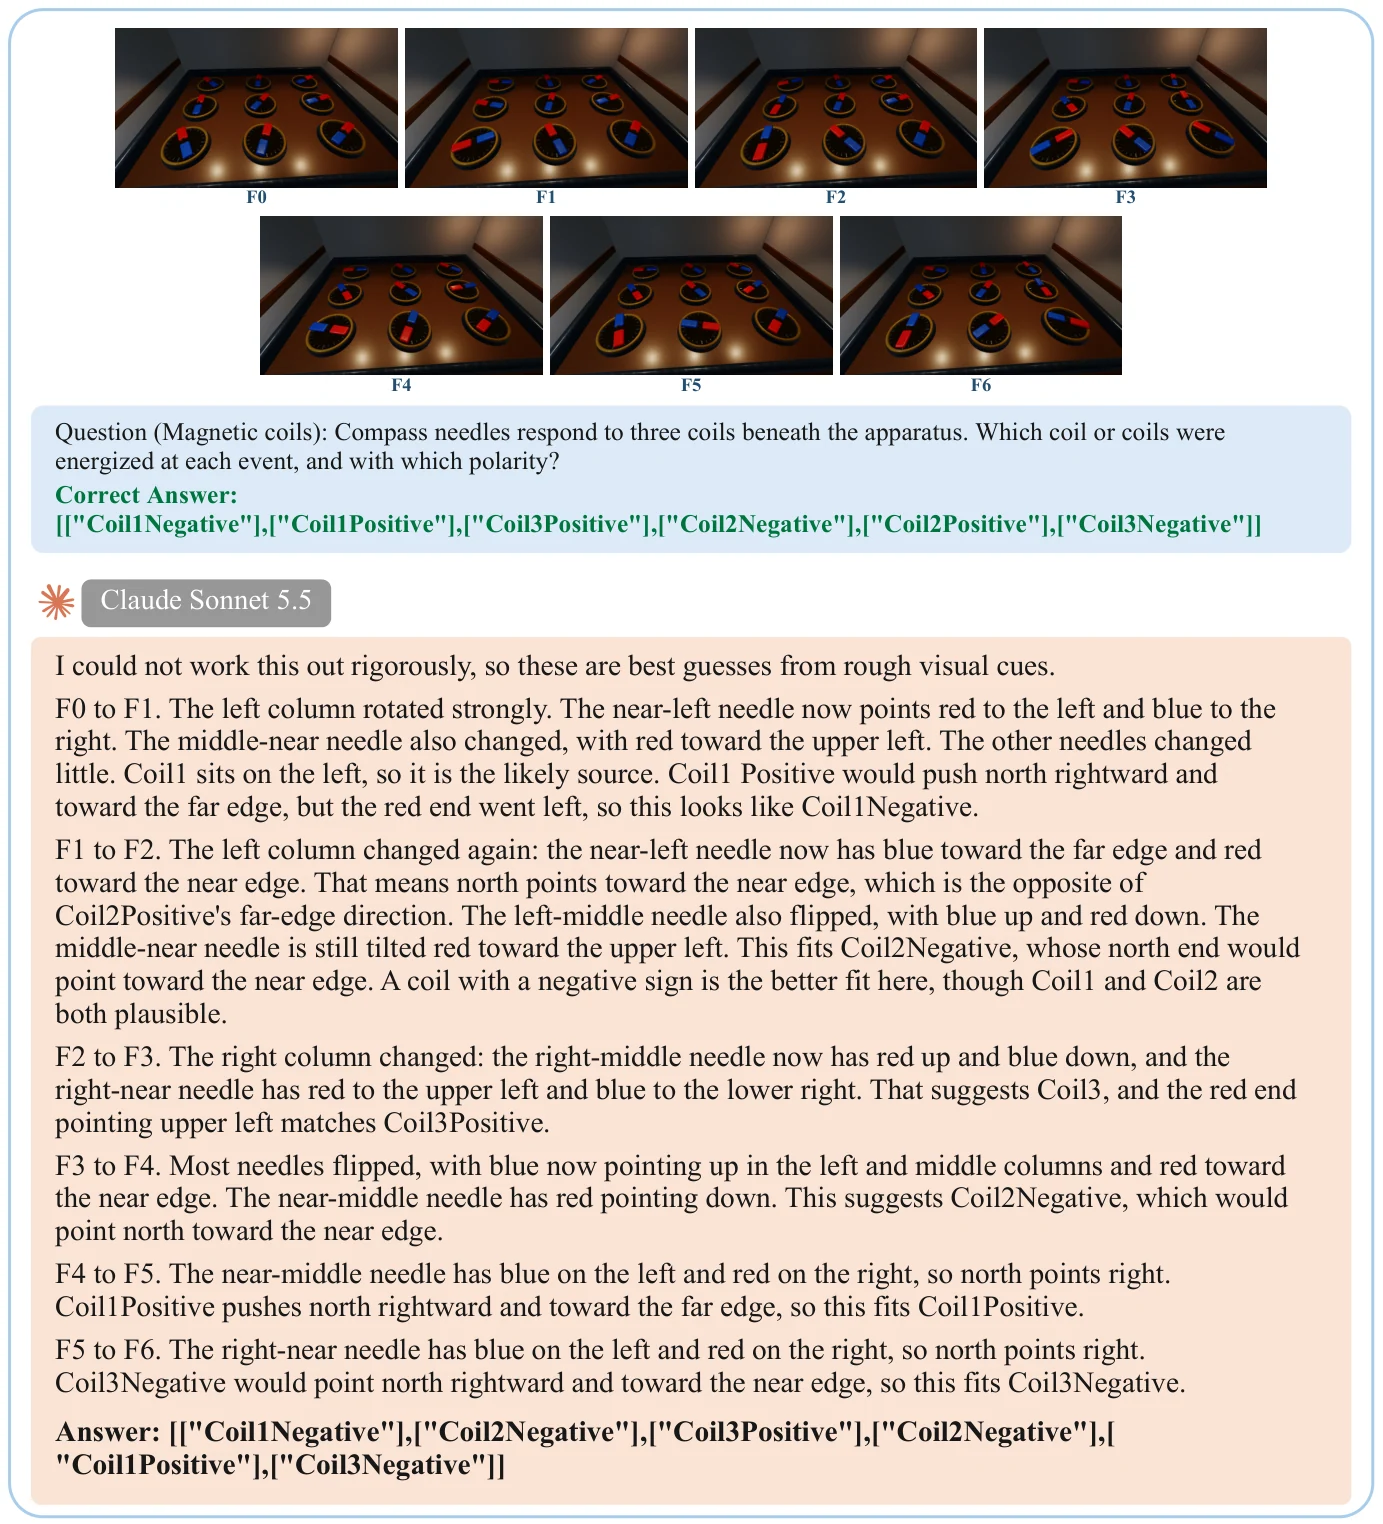 F0 F1 F2 F3
F4 F5 F6
Question (Magnetic coils): Compass needles respond to three coils beneath the apparatus. Which coil or coils were
energized at each event, and with which polarity?
Correct Answer:
[["Coil1Negative"],["Coil1Positive"],["Coil3Positive"],["Coil2Negative"],["Coil2Positive"],["Coil3Negative"]]
Claude Sonnet 5.5
I could not work this out rigorously, so these are best guesses from rough visual cues.
F0 to F1. The left column rotated strongly. The near-left needle now points red to the left and blue to the
right. The middle-near needle also changed, with red toward the upper left. The other needles changed
little. Coil1 sits on the left, so it is the likely source. Coil1 Positive would push north rightward and
toward the far edge, but the red end went left, so this looks like Coil1Negative.
F1 to F2. The left column changed again: the near-left needle now has blue toward the far edge and red
toward the near edge. That means north points toward the near edge, which is the opposite of
Coil2Positive's far-edge direction. The left-middle needle also flipped, with blue up and red down. The
middle-near needle is still tilted red toward the upper left. This fits Coil2Negative, whose north end would
point toward the near edge. A coil with a negative sign is the better fit here, though Coil1 and Coil2 are
both plausible.
F2 to F3. The right column changed: the right-middle needle now has red up and blue down, and the
right-near needle has red to the upper left and blue to the lower right. That suggests Coil3, and the red end
pointing upper left matches Coil3Positive.
F3 to F4. Most needles flipped, with blue now pointing up in the left and middle columns and red toward
the near edge. The near-middle needle has red pointing down. This suggests Coil2Negative, which would
point north toward the near edge.
F4 to F5. The near-middle needle has blue on the left and red on the right, so north points right.
Coil1Positive pushes north rightward and toward the far edge, so this fits Coil1Positive.
F5 to F6. The right-near needle has blue on the left and red on the right, so north points right.
Coil3Negative would point north rightward and toward the near edge, so this fits Coil3Negative.
Answer: [["Coil1Negative"],["Coil2Negative"],["Coil3Positive"],["Coil2Negative"],[
"Coil1Positive"],["Coil3Negative"]]